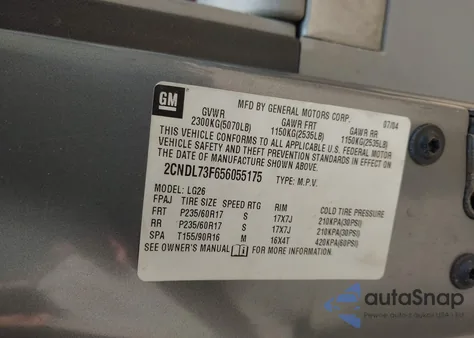 GM
MFD BY GENERAL MOTORS CORP. 07/04
GVWR GAWR FRT GAWR RR
2300KG(5070LB) 1150KG(2535LB) 1150KG(2535LB)
THIS VEHICLE CONFORMS TO ALL APPLICABLE U.S. FEDERAL MOTOR
VEHICLE SAFETY AND THEFT PREVENTION STANDARDS IN EFFECT ON THE
DATE OF MANUFACTURE SHOWN ABOVE.
2CNDL73F656055175 TYPE: M.P.V.
MODEL: LG26
FPAJ TIRE SIZE SPEED RTG RIM COLD TIRE PRESSURE
FRT P235/60R17 S 17X7J 210KPA(30PSI)
RR P235/60R17 S 17X7J 210KPA(30PSI)
SPA T155/90R16 M 16X4T 420KPA(60PSI)
SEE OWNER'S MANUAL i FOR MORE INFORMATION.
autoSnap